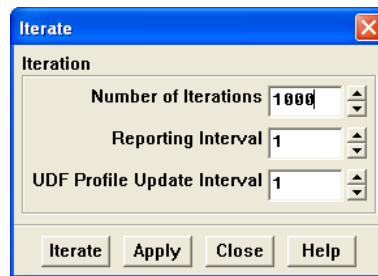 Iterate
Iteration
Number of Iterations 1000
Reporting Interval 1
UDF Profile Update Interval 1
Iterate Apply Close Help